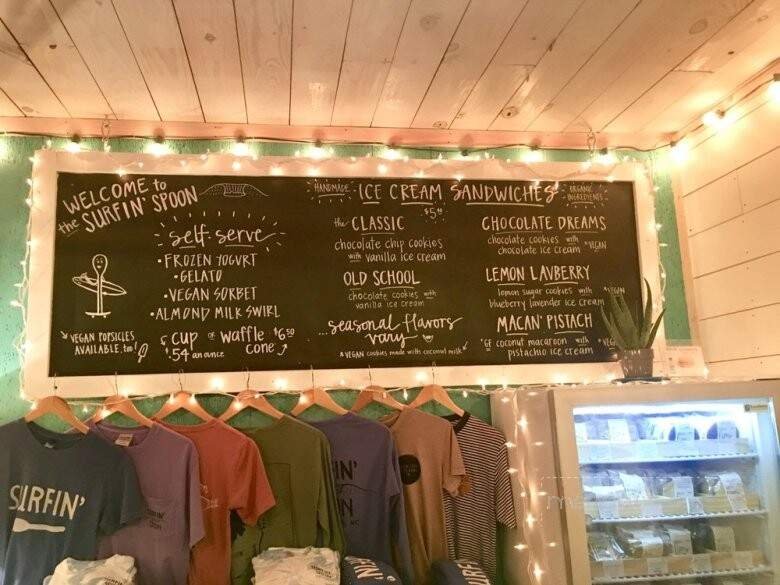 WELCOME to
the SURFIN' SPOON
self-serve
• FROZEN YOGURT
• GELATO
• VEGAN SORBET
• ALMOND MILK SWIRL
VEGAN POPSICLES
AVAILABLE, too!
CUP or waffle $6.50
.54 an ounce cone
HANDMADE ICE CREAM SANDWICHES ORGANIC INGREDIENTS
$5
the CLASSIC
chocolate chip cookies
with vanilla ice cream
OLD SCHOOL
chocolate cookies with
vanilla ice cream
...seasonal flavors
vary
* VEGAN cookies made with coconut milk
CHOCOLATE DREAMS
chocolate cookies with
chocolate ice cream *VEGAN
LEMON LAVBERRY
lemon sugar cookies with *VEGAN
blueberry lavender ice cream
MACAN' PISTACH
*GF coconut macaroon with
pistachio ice cream
SURFIN'
IN'
SURFIN'